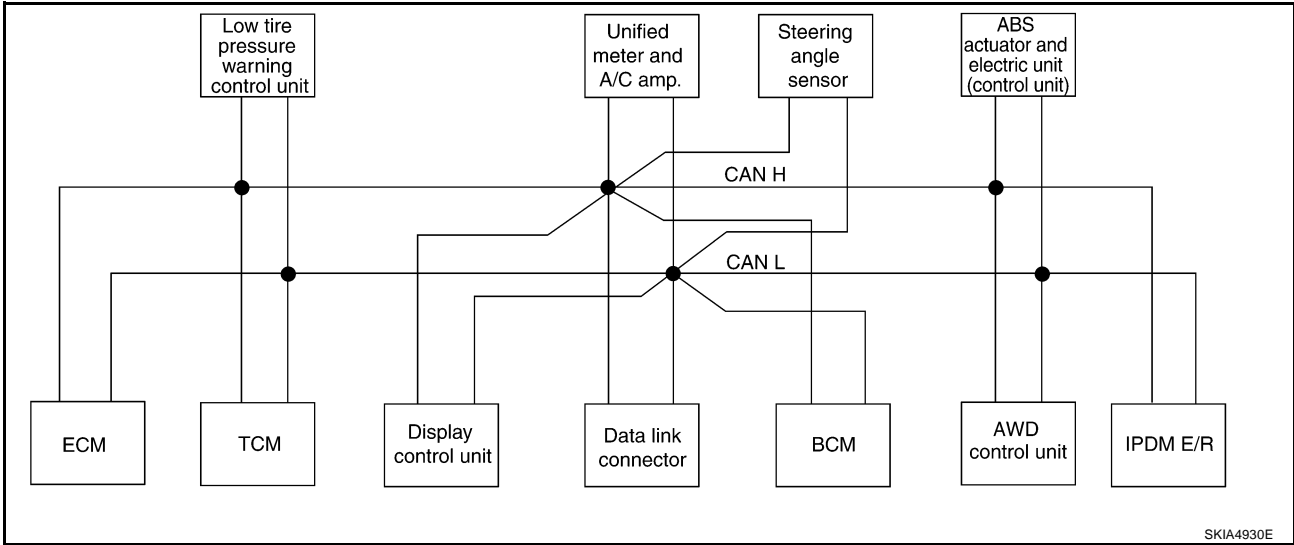 Low tire
pressure
warning
control unit
Unified
meter and
A/C amp.
Steering
angle
sensor
ABS
actuator and
electric unit
(control unit)
CAN H
CAN L
ECM
TCM
Display
control unit
Data link
connector
BCM
AWD
control unit
IPDM E/R
SKIA4930E